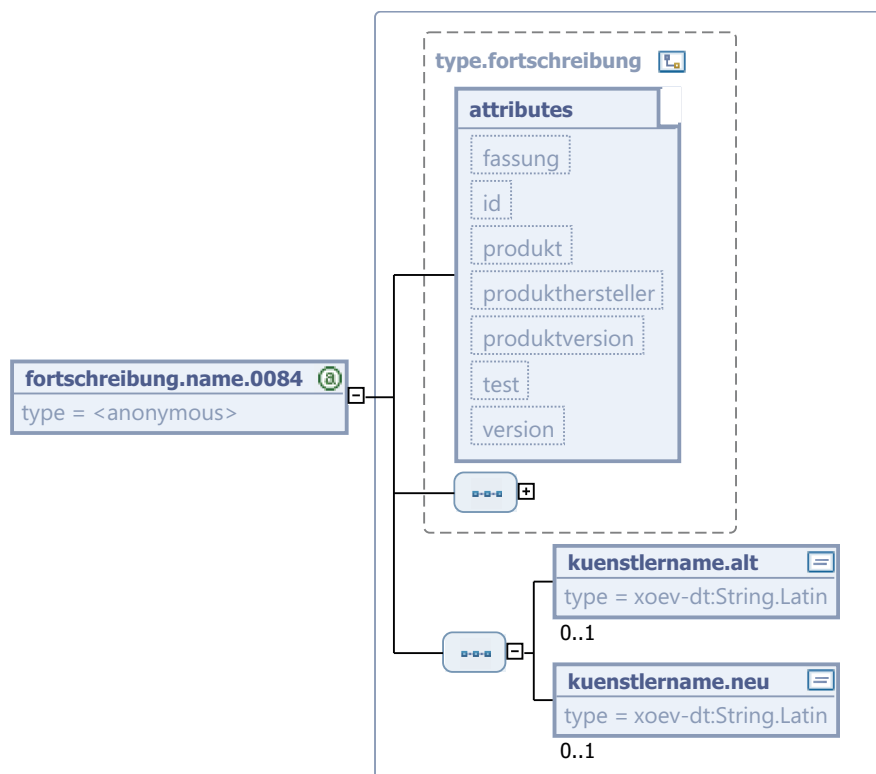 type.fortschreibung
attributes
fassung
id
produkt
produkthersteller
produktversion
test
version
fortschreibung.name.0084
type = <anonymous>
kuenstlername.alt
type = xoev-dt:String.Latin
0..1
kuenstlername.neu
type = xoev-dt:String.Latin
0..1